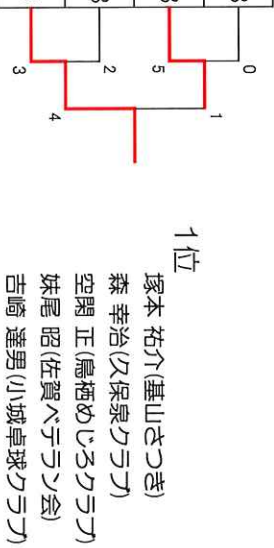 1位
塚本 祐介(基山さつき)
森 幸治(久保泉クラブ)
空閑 正(鳥栖めじろクラブ)
妹尾 昭(佐賀ベテラン会)
吉崎 達男(小城卓球クラブ)
0
5
2
3
1
4